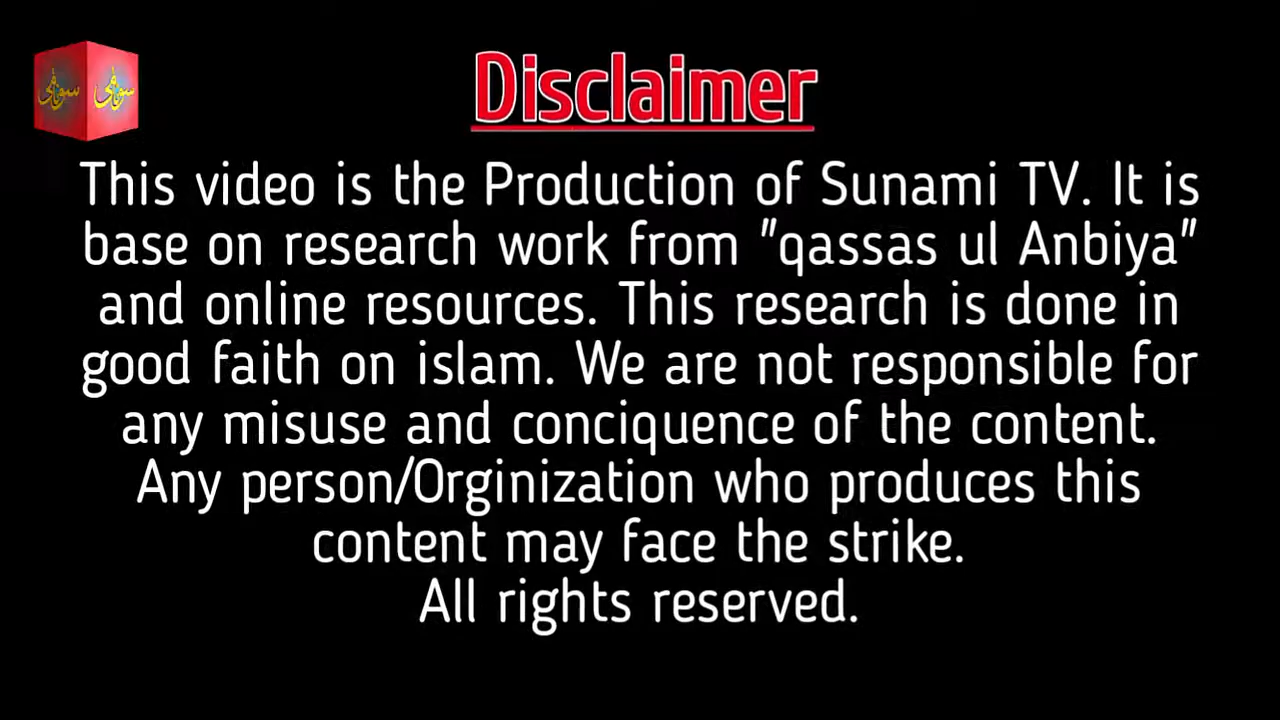 سونامی سونامی
Disclaimer
This video is the Production of Sunami TV. It is
base on research work from "qassas ul Anbiya"
and online resources. This research is done in
good faith on islam. We are not responsible for
any misuse and conciquence of the content.
Any person/Orginization who produces this
content may face the strike.
All rights reserved.